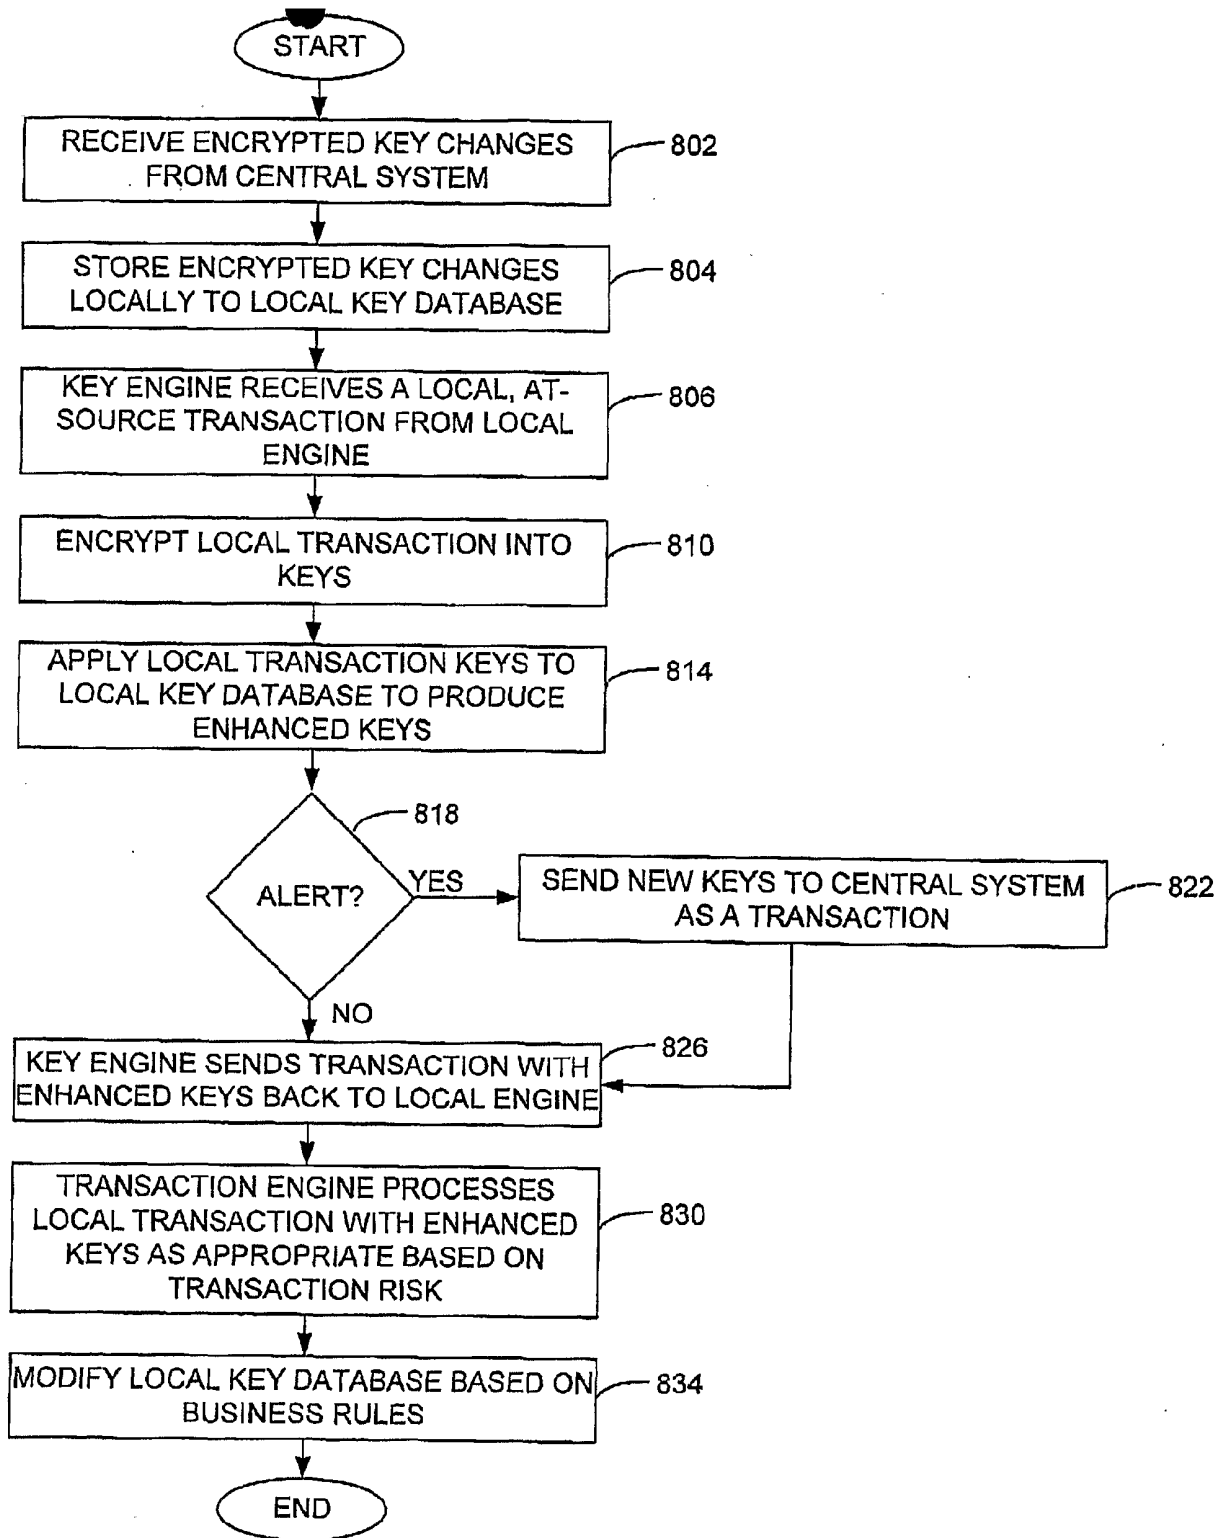 START
RECEIVE ENCRYPTED KEY CHANGES
FROM CENTRAL SYSTEM
802
STORE ENCRYPTED KEY CHANGES
LOCALLY TO LOCAL KEY DATABASE
804
KEY ENGINE RECEIVES A LOCAL, AT-
SOURCE TRANSACTION FROM LOCAL
ENGINE
806
ENCRYPT LOCAL TRANSACTION INTO
KEYS
810
APPLY LOCAL TRANSACTION KEYS TO
LOCAL KEY DATABASE TO PRODUCE
ENHANCED KEYS
814
818
ALERT?
YES
SEND NEW KEYS TO CENTRAL SYSTEM
AS A TRANSACTION
822
NO
KEY ENGINE SENDS TRANSACTION WITH
ENHANCED KEYS BACK TO LOCAL ENGINE
826
TRANSACTION ENGINE PROCESSES
LOCAL TRANSACTION WITH ENHANCED
KEYS AS APPROPRIATE BASED ON
TRANSACTION RISK
830
MODIFY LOCAL KEY DATABASE BASED ON
BUSINESS RULES
834
END